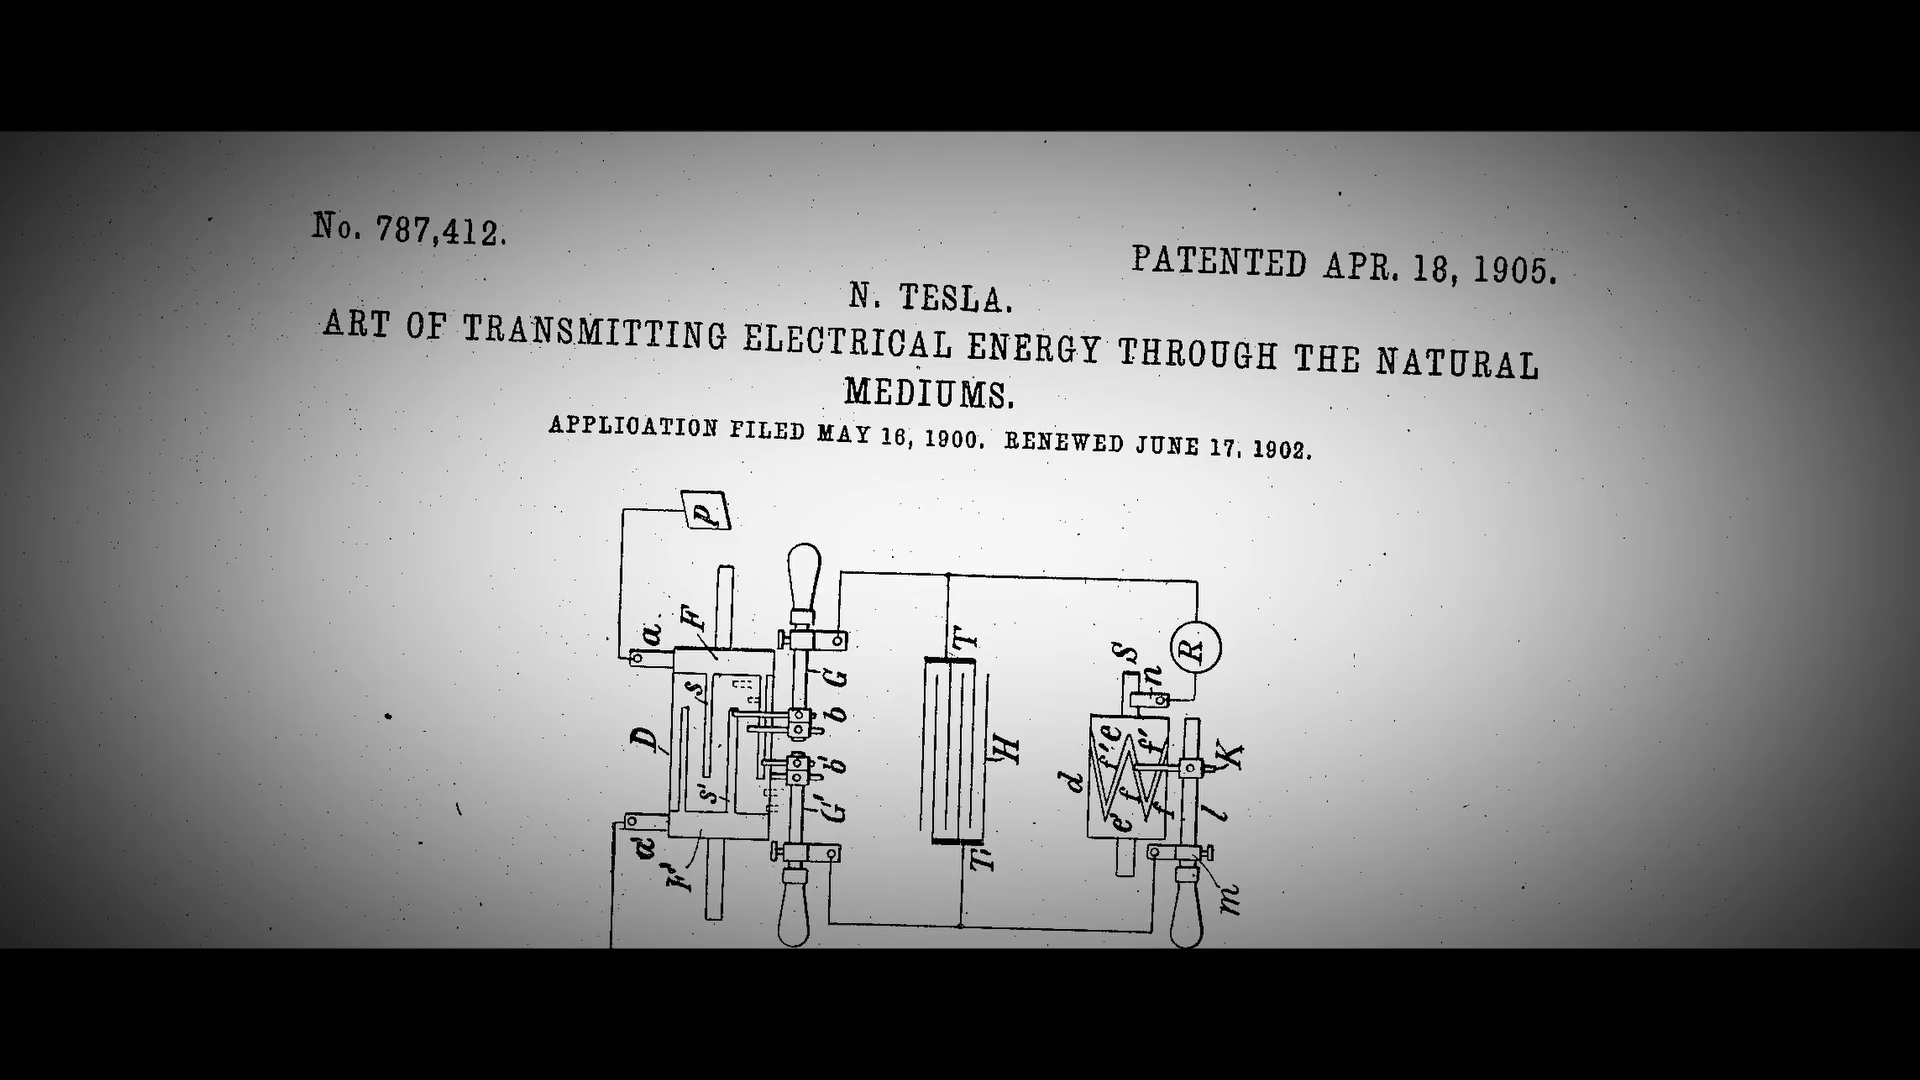 No. 787,412.
PATENTED APR. 18, 1905.
N. TESLA.
ART OF TRANSMITTING ELECTRICAL ENERGY THROUGH THE NATURAL
MEDIUMS.
APPLICATION FILED MAY 16, 1900. RENEWED JUNE 17, 1902.
P
a
F
T
S
R
n
s
G
b
D
H
e
f'
f'
d
K
s'
b'
f
f
e'
l
G'
a'
F'
T'
m